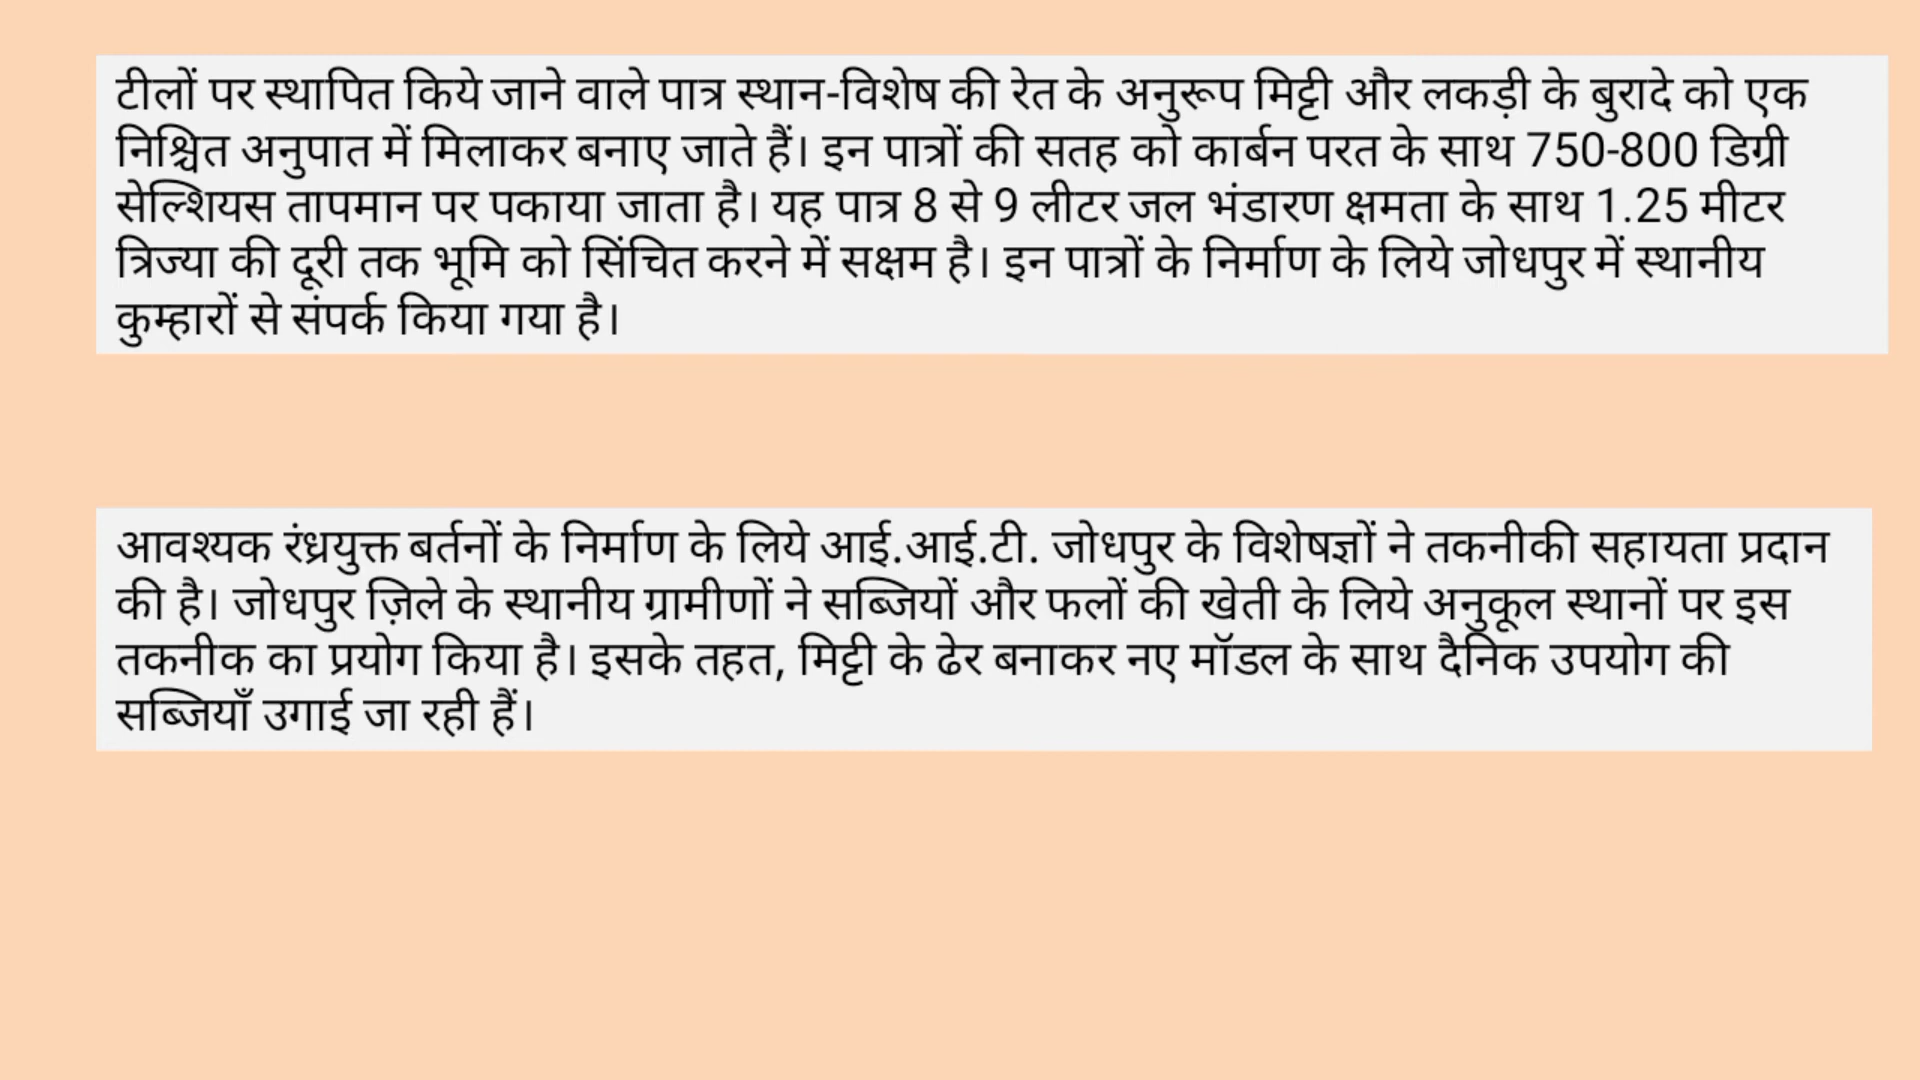 टीलों पर स्थापित किये जाने वाले पात्र स्थान-विशेष की रेत के अनुरूप मिट्टी और लकड़ी के बुरादे को एक
निश्चित अनुपात में मिलाकर बनाए जाते हैं। इन पात्रों की सतह को कार्बन परत के साथ 750-800 डिग्री
सेल्शियस तापमान पर पकाया जाता है। यह पात्र 8 से 9 लीटर जल भंडारण क्षमता के साथ 1.25 मीटर
त्रिज्या की दूरी तक भूमि को सिंचित करने में सक्षम है। इन पात्रों के निर्माण के लिये जोधपुर में स्थानीय
कुम्हारों से संपर्क किया गया है।
आवश्यक रंध्रयुक्त बर्तनों के निर्माण के लिये आई.आई.टी. जोधपुर के विशेषज्ञों ने तकनीकी सहायता प्रदान
की है। जोधपुर ज़िले के स्थानीय ग्रामीणों ने सब्जियों और फलों की खेती के लिये अनुकूल स्थानों पर इस
तकनीक का प्रयोग किया है। इसके तहत, मिट्टी के ढेर बनाकर नए मॉडल के साथ दैनिक उपयोग की
सब्जियाँ उगाई जा रही हैं।